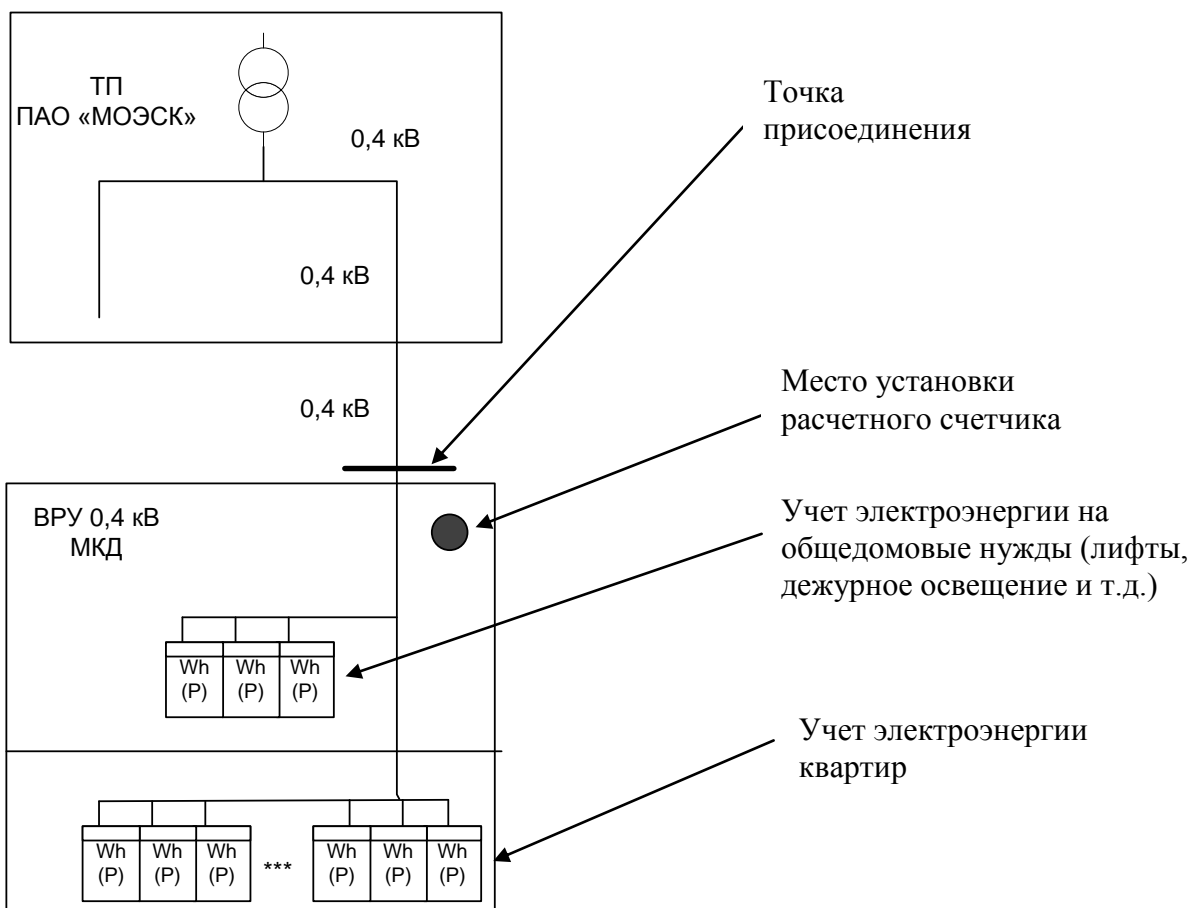 ТП
ПАО «МОЭСК»
0,4 кВ
Точка
присоединения
0,4 кВ
0,4 кВ
Место установки
расчетного счетчика
ВРУ 0,4 кВ
МКД
Учет электроэнергии на
общедомовые нужды (лифты,
дежурное освещение и т.д.)
Wh Wh Wh
(P) (P) (P)
Учет электроэнергии
квартир
Wh Wh Wh *** Wh Wh Wh
(P) (P) (P) (P) (P) (P)